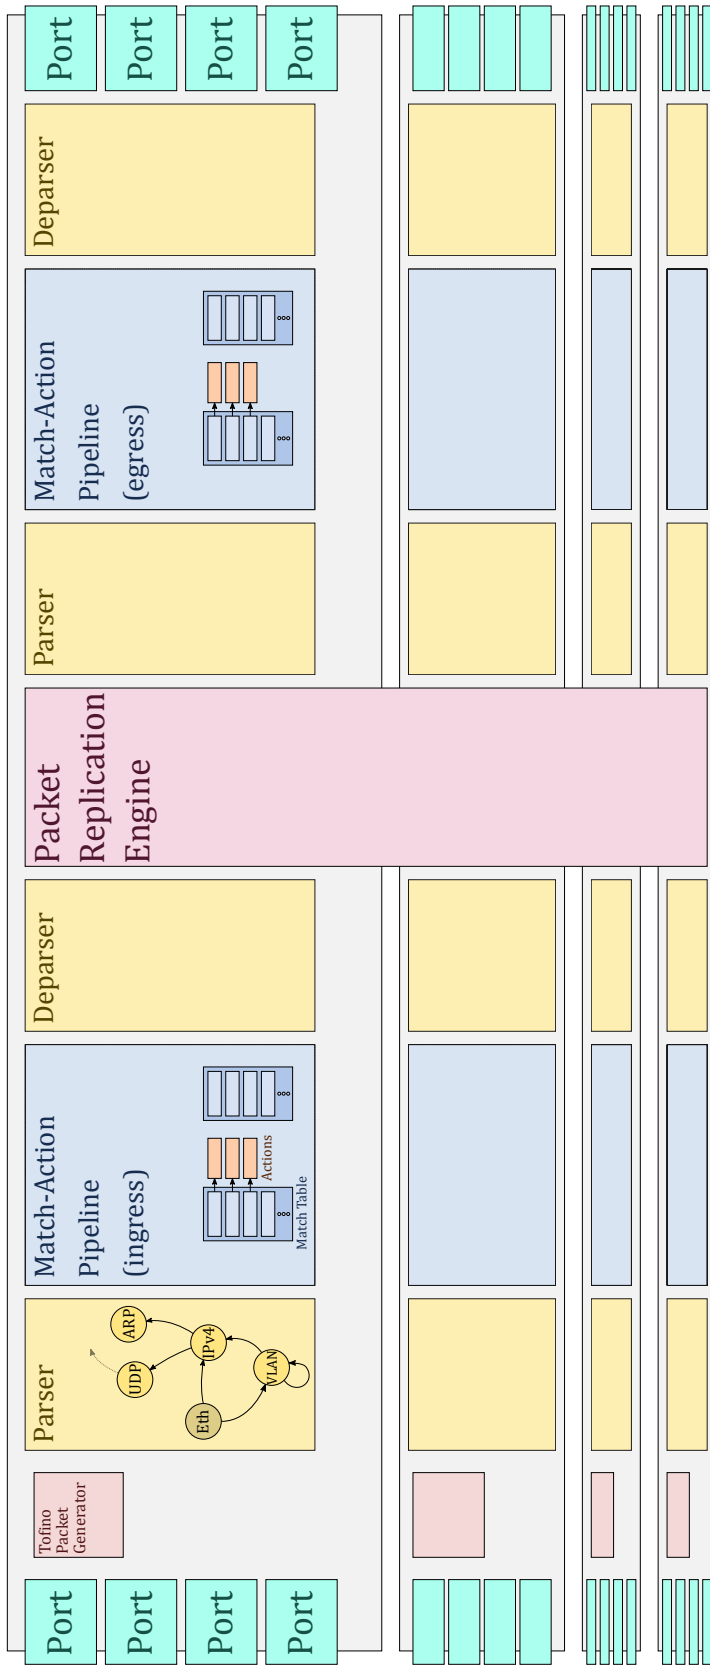 Port
Port
Port
Port
Tofino
Packet
Generator
Parser
Eth
VLAN
IPv4
UDP
ARP
Match-Action
Pipeline
(ingress)
Match Table
Actions
Deparser
Packet
Replication
Engine
Parser
Match-Action
Pipeline
(egress)
Deparser
Port
Port
Port
Port